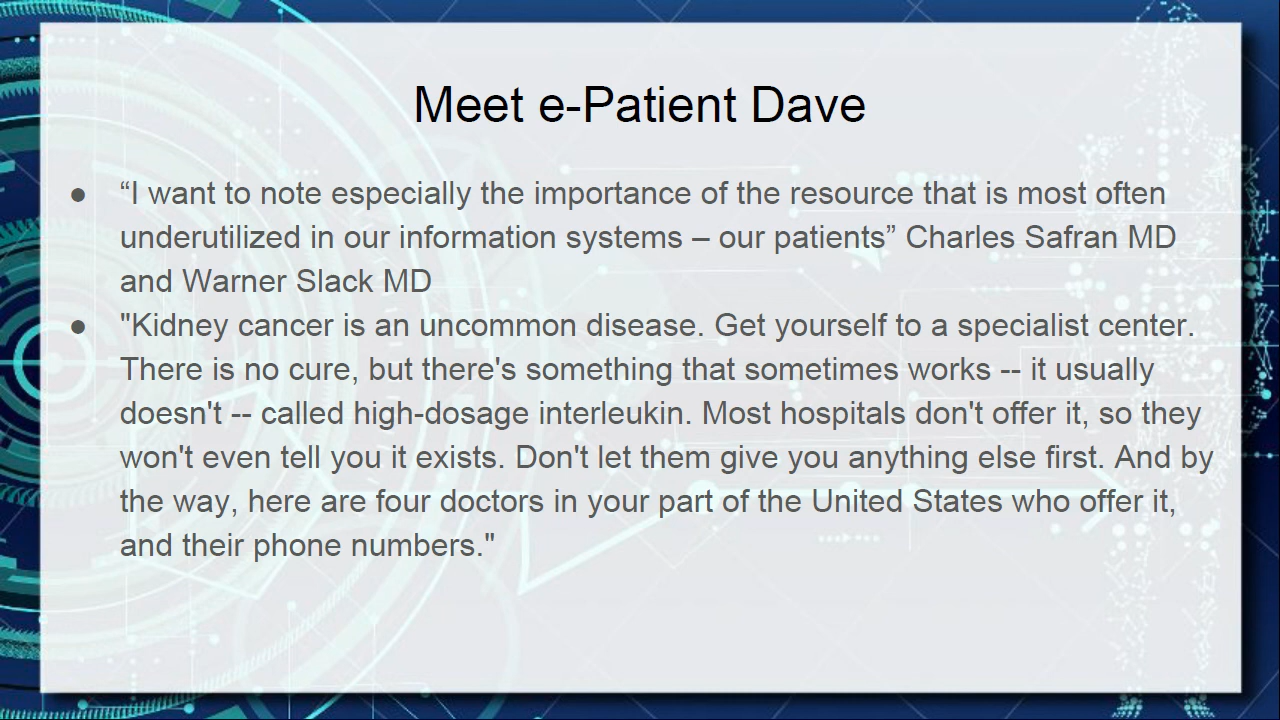 Meet e-Patient Dave
● “I want to note especially the importance of the resource that is most often
underutilized in our information systems – our patients” Charles Safran MD
and Warner Slack MD
● "Kidney cancer is an uncommon disease. Get yourself to a specialist center.
There is no cure, but there's something that sometimes works -- it usually
doesn't -- called high-dosage interleukin. Most hospitals don't offer it, so they
won't even tell you it exists. Don't let them give you anything else first. And by
the way, here are four doctors in your part of the United States who offer it,
and their phone numbers."